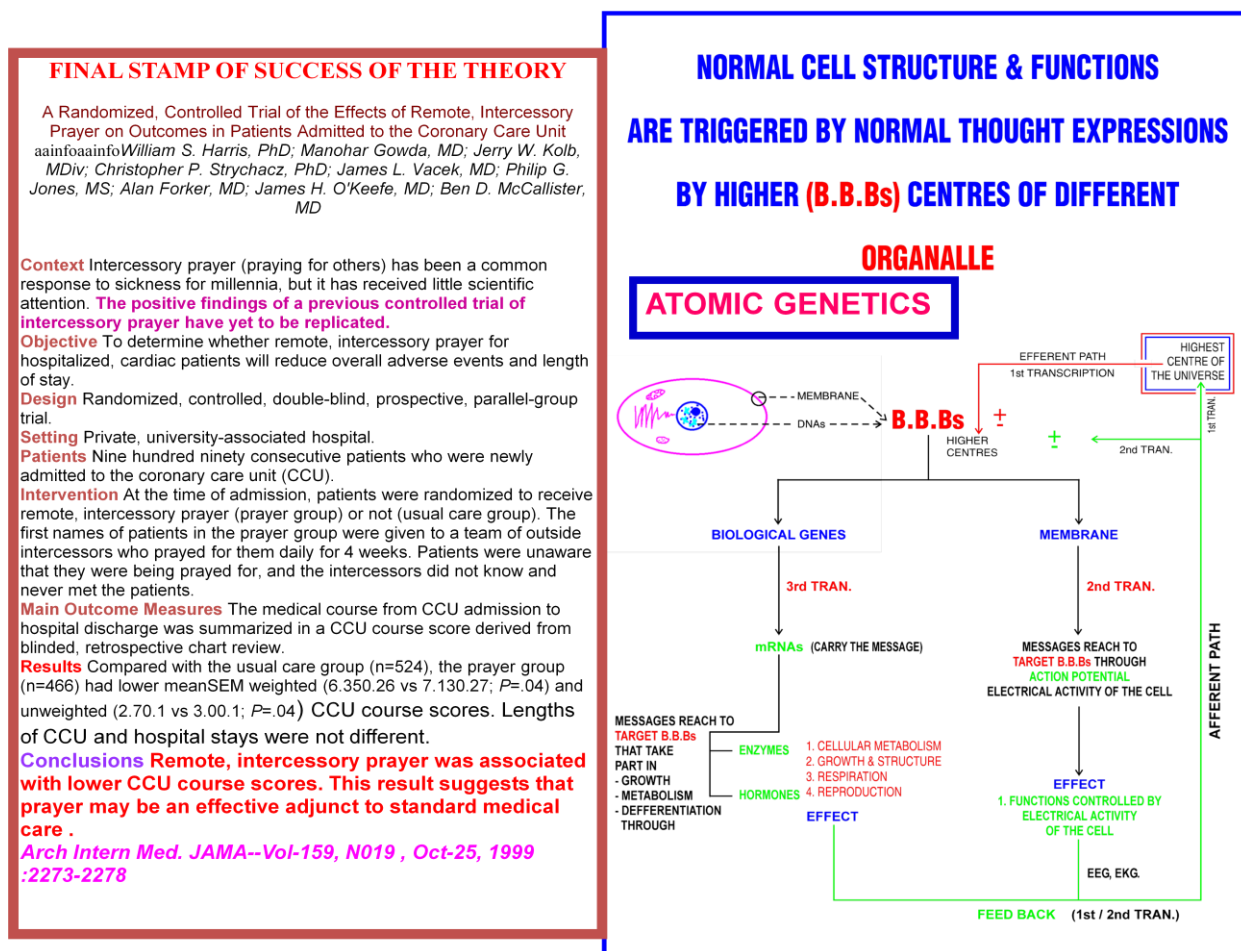 FINAL STAMP OF SUCCESS OF THE THEORY
A Randomized, Controlled Trial of the Effects of Remote, Intercessory
Prayer on Outcomes in Patients Admitted to the Coronary Care Unit
aainfoaainfoWilliam S. Harris, PhD; Manohar Gowda, MD; Jerry W. Kolb,
MDiv; Christopher P. Strychacz, PhD; James L. Vacek, MD; Philip G.
Jones, MS; Alan Forker, MD; James H. O'Keefe, MD; Ben D. McCallister,
MD
Context Intercessory prayer (praying for others) has been a common
response to sickness for millennia, but it has received little scientific
attention. The positive findings of a previous controlled trial of
intercessory prayer have yet to be replicated.
Objective To determine whether remote, intercessory prayer for
hospitalized, cardiac patients will reduce overall adverse events and length
of stay.
Design Randomized, controlled, double-blind, prospective, parallel-group
trial.
Setting Private, university-associated hospital.
Patients Nine hundred ninety consecutive patients who were newly
admitted to the coronary care unit (CCU).
Intervention At the time of admission, patients were randomized to receive
remote, intercessory prayer (prayer group) or not (usual care group). The
first names of patients in the prayer group were given to a team of outside
intercessors who prayed for them daily for 4 weeks. Patients were unaware
that they were being prayed for, and the intercessors did not know and
never met the patients.
Main Outcome Measures The medical course from CCU admission to
hospital discharge was summarized in a CCU course score derived from
blinded, retrospective chart review.
Results Compared with the usual care group (n=524), the prayer group
(n=466) had lower meanSEM weighted (6.350.26 vs 7.130.27; P=.04) and
unweighted (2.70.1 vs 3.00.1; P=.04) CCU course scores. Lengths
of CCU and hospital stays were not different.
Conclusions Remote, intercessory prayer was associated
with lower CCU course scores. This result suggests that
prayer may be an effective adjunct to standard medical
care .
Arch Intern Med. JAMA--Vol-159, N019 , Oct-25, 1999
:2273-2278
NORMAL CELL STRUCTURE & FUNCTIONS
ARE TRIGGERED BY NORMAL THOUGHT EXPRESSIONS
BY HIGHER (B.B.Bs) CENTRES OF DIFFERENT
ORGANALLE
ATOMIC GENETICS
HIGHEST
CENTRE OF
THE UNIVERSE
EFFERENT PATH
1st TRANSCRIPTION
1st TRAN.
MEMBRANE
DNAs
B.B.Bs
±
HIGHER
CENTRES
±
2nd TRAN.
BIOLOGICAL GENES
MEMBRANE
3rd TRAN.
2nd TRAN.
mRNAs (CARRY THE MESSAGE)
MESSAGES REACH TO
TARGET B.B.Bs THROUGH
ACTION POTENTIAL
ELECTRICAL ACTIVITY OF THE CELL
AFFERENT PATH
MESSAGES REACH TO
TARGET B.B.Bs
THAT TAKE
PART IN
- GROWTH
- METABOLISM
- DEFFERENTIATION
THROUGH
ENZYMES
HORMONES
1. CELLULAR METABOLISM
2. GROWTH & STRUCTURE
3. RESPIRATION
4. REPRODUCTION
EFFECT
EFFECT
1. FUNCTIONS CONTROLLED BY
ELECTRICAL ACTIVITY
OF THE CELL
EEG, EKG.
FEED BACK (1st / 2nd TRAN.)